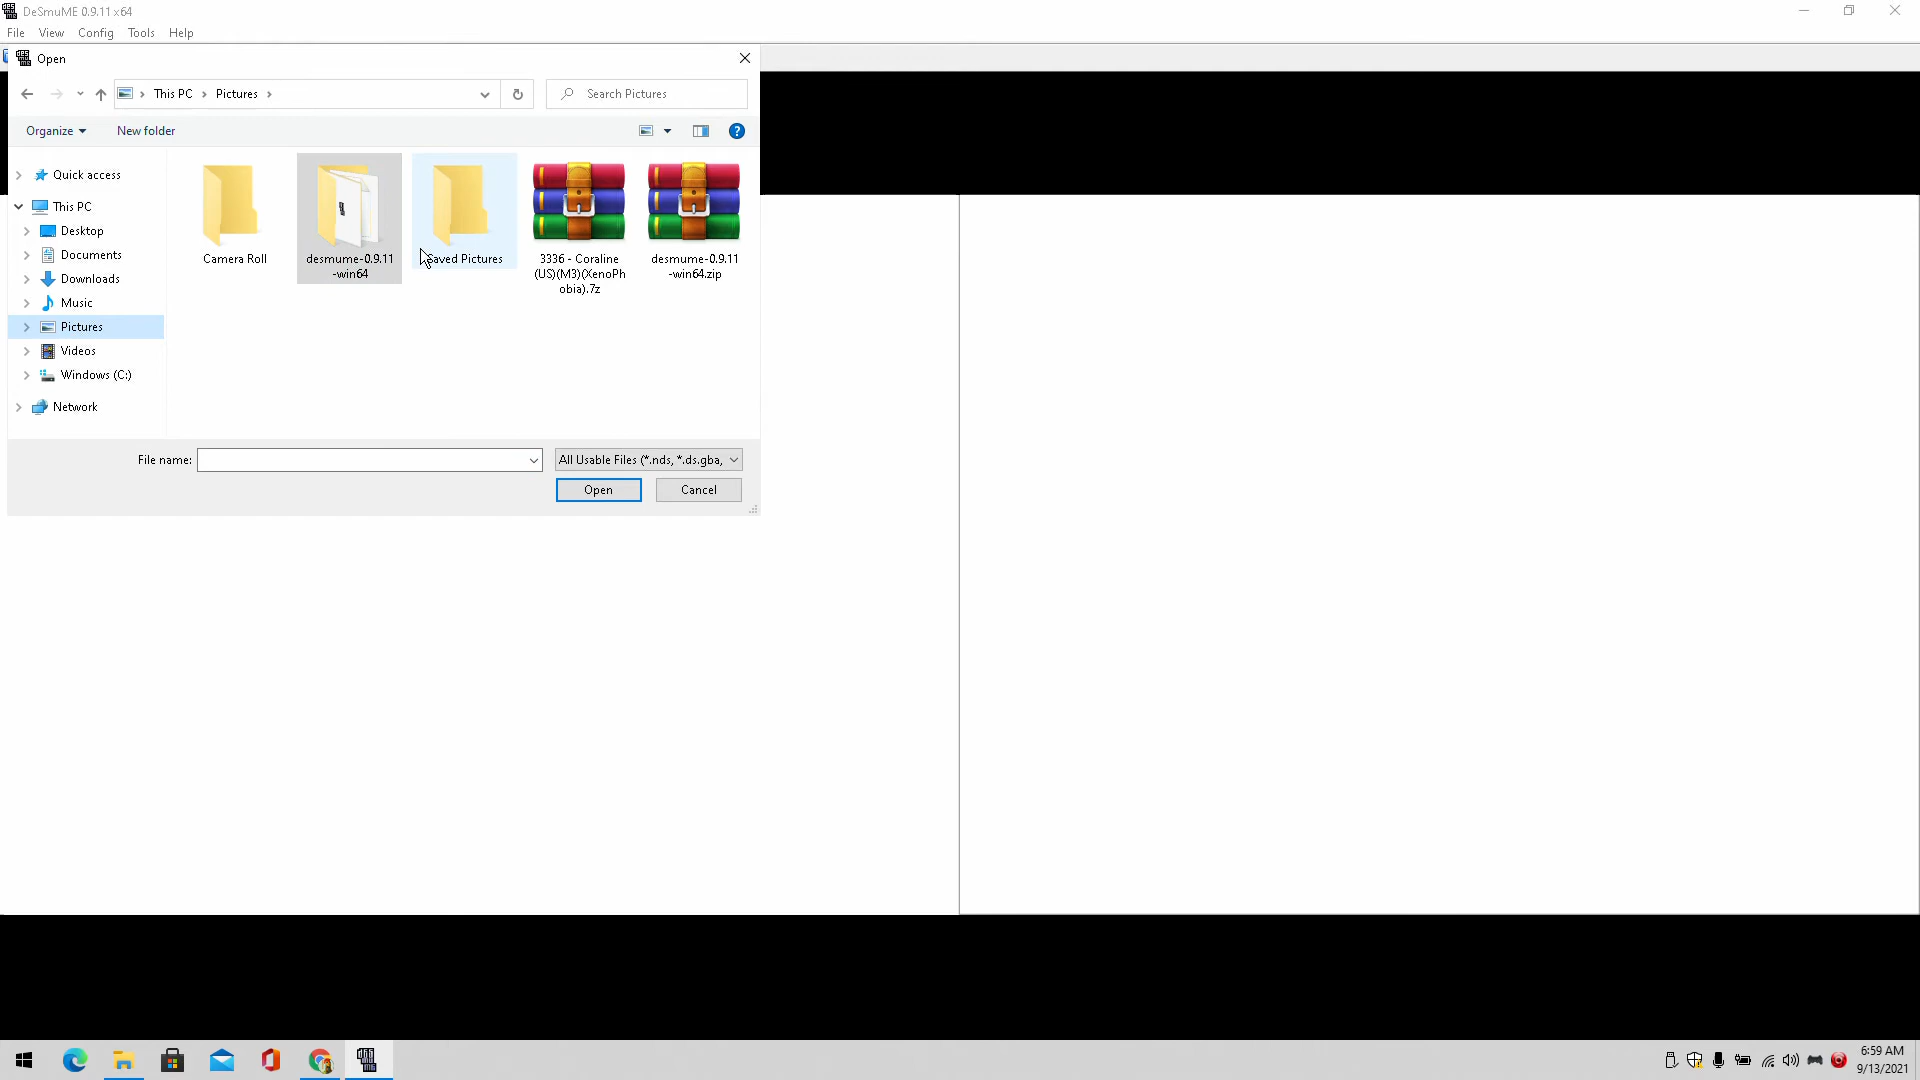 DeSmuME 0.9.11 x64
File View Config Tools Help
Open
This PC Pictures
Search Pictures
Organize New folder
Quick access
This PC
Desktop
Documents
Downloads
Music
Pictures
Videos
Windows (C:)
Network
Camera Roll
desmume-0.9.11
-win64
Saved Pictures
3336 - Coraline
(US)(M3)(XenoPh
obia).7z
desmume-0.9.11
-win64.zip
File name:
All Usable Files (*.nds, *.ds.gba,
Open Cancel
6:59 AM
9/13/2021